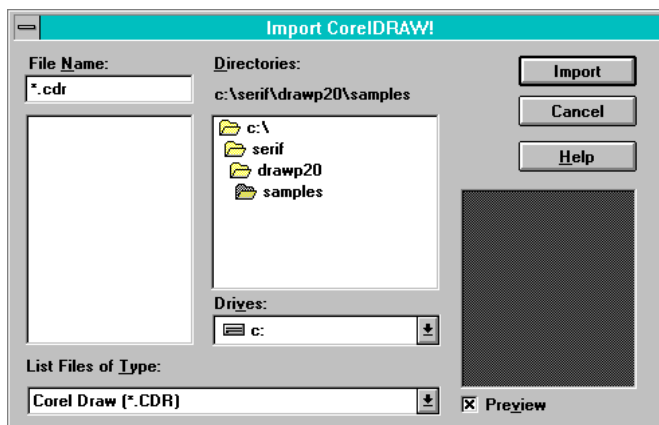 Import CorelDRAW!
File Name:
*.cdr
Directories:
c:\serif\drawp20\samples
c:\
serif
drawp20
samples
Drives:
c:
List Files of Type:
Corel Draw (*.CDR)
Import
Cancel
Help
Preview